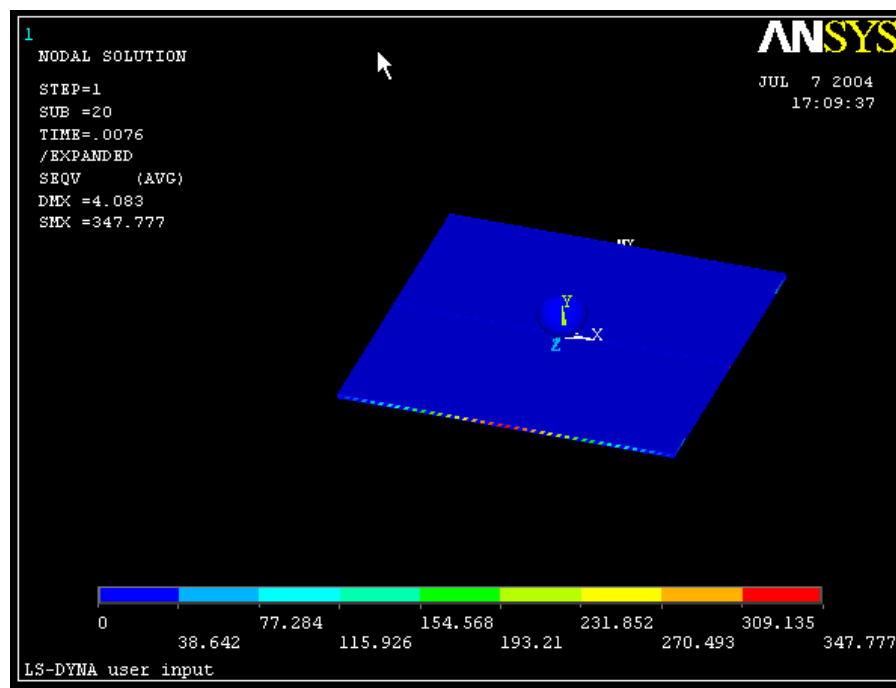 1
NODAL SOLUTION
STEP=1
SUB =20
TIME=.0076
/EXPANDED
SEQV (AVG)
DMX =4.083
SMX =347.777
ANSYS
JUL 7 2004
17:09:37
Y
X
Z
0 77.284 154.568 231.852 309.135
38.642 115.926 193.21 270.493 347.777
LS-DYNA user input